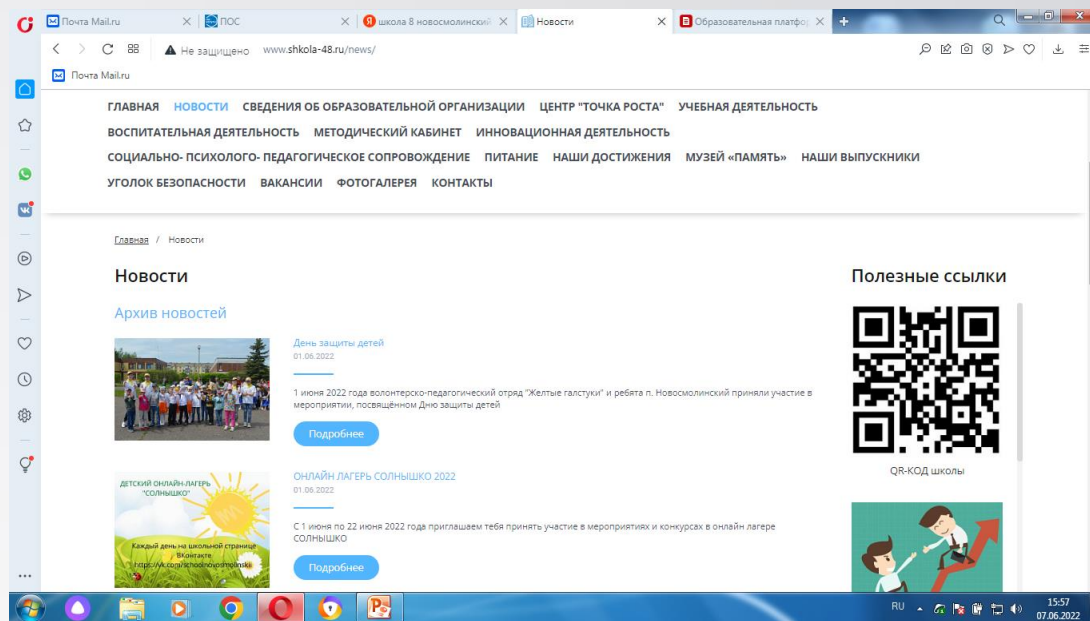 Почта Mail.ru
ПОС
школа 8 новосмолинский
Новости
Образовательная платфор
Не защищено www.shkola-48.ru/news/
Почта Mail.ru
ГЛАВНАЯ НОВОСТИ СВЕДЕНИЯ ОБ ОБРАЗОВАТЕЛЬНОЙ ОРГАНИЗАЦИИ ЦЕНТР "ТОЧКА РОСТА" УЧЕБНАЯ ДЕЯТЕЛЬНОСТЬ
ВОСПИТАТЕЛЬНАЯ ДЕЯТЕЛЬНОСТЬ МЕТОДИЧЕСКИЙ КАБИНЕТ ИННОВАЦИОННАЯ ДЕЯТЕЛЬНОСТЬ
СОЦИАЛЬНО- ПСИХОЛОГО- ПЕДАГОГИЧЕСКОЕ СОПРОВОЖДЕНИЕ ПИТАНИЕ НАШИ ДОСТИЖЕНИЯ МУЗЕЙ «ПАМЯТЬ» НАШИ ВЫПУСКНИКИ
УГОЛОК БЕЗОПАСНОСТИ ВАКАНСИИ ФОТОГАЛЕРЕЯ КОНТАКТЫ
Главная / Новости
Новости
Архив новостей
День защиты детей
01.06.2022
1 июня 2022 года волонтерско-педагогический отряд "Желтые галстуки" и ребята п. Новосмолинский приняли участие в
мероприятии, посвящённом Дню защиты детей
Подробнее
ДЕТСКИЙ ОНЛАЙН-ЛАГЕРЬ
"СОЛНЫШКО"
Каждый день на школьной странице
ВКонтакте
https://vk.com/schoolnovosmolinska
ОНЛАЙН ЛАГЕРЬ СОЛНЫШКО 2022
01.06.2022
С 1 июня по 22 июня 2022 года приглашаем тебя принять участие в мероприятиях и конкурсах в онлайн лагере
СОЛНЫШКО
Подробнее
Полезные ссылки
QR-КОД школы
RU
15:57
07.06.2022